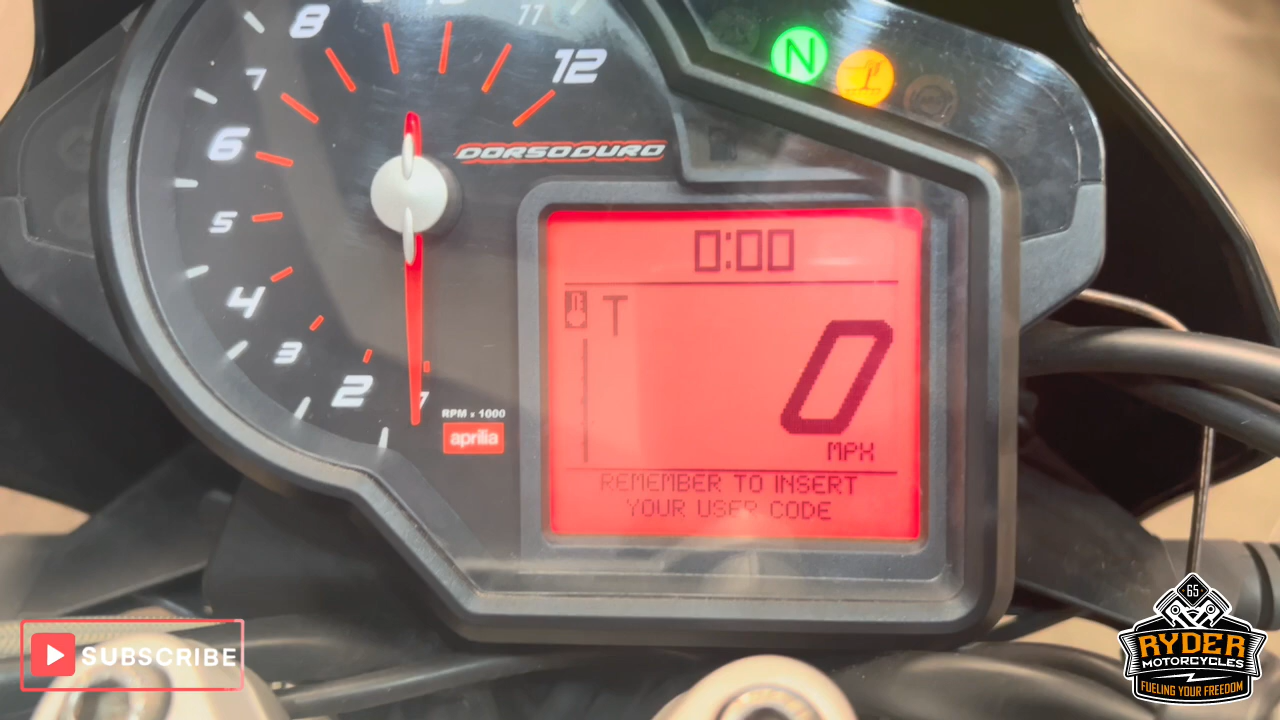 8
11
12
7
6
5
4
3
2
N
DORSODURO
RPM x 1000
aprilia
0:00
T
0
MPH
REMEMBER TO INSERT
YOUR USER CODE
SUBSCRIBE
65
RYDER
MOTORCYCLES
FUELING YOUR FREEDOM